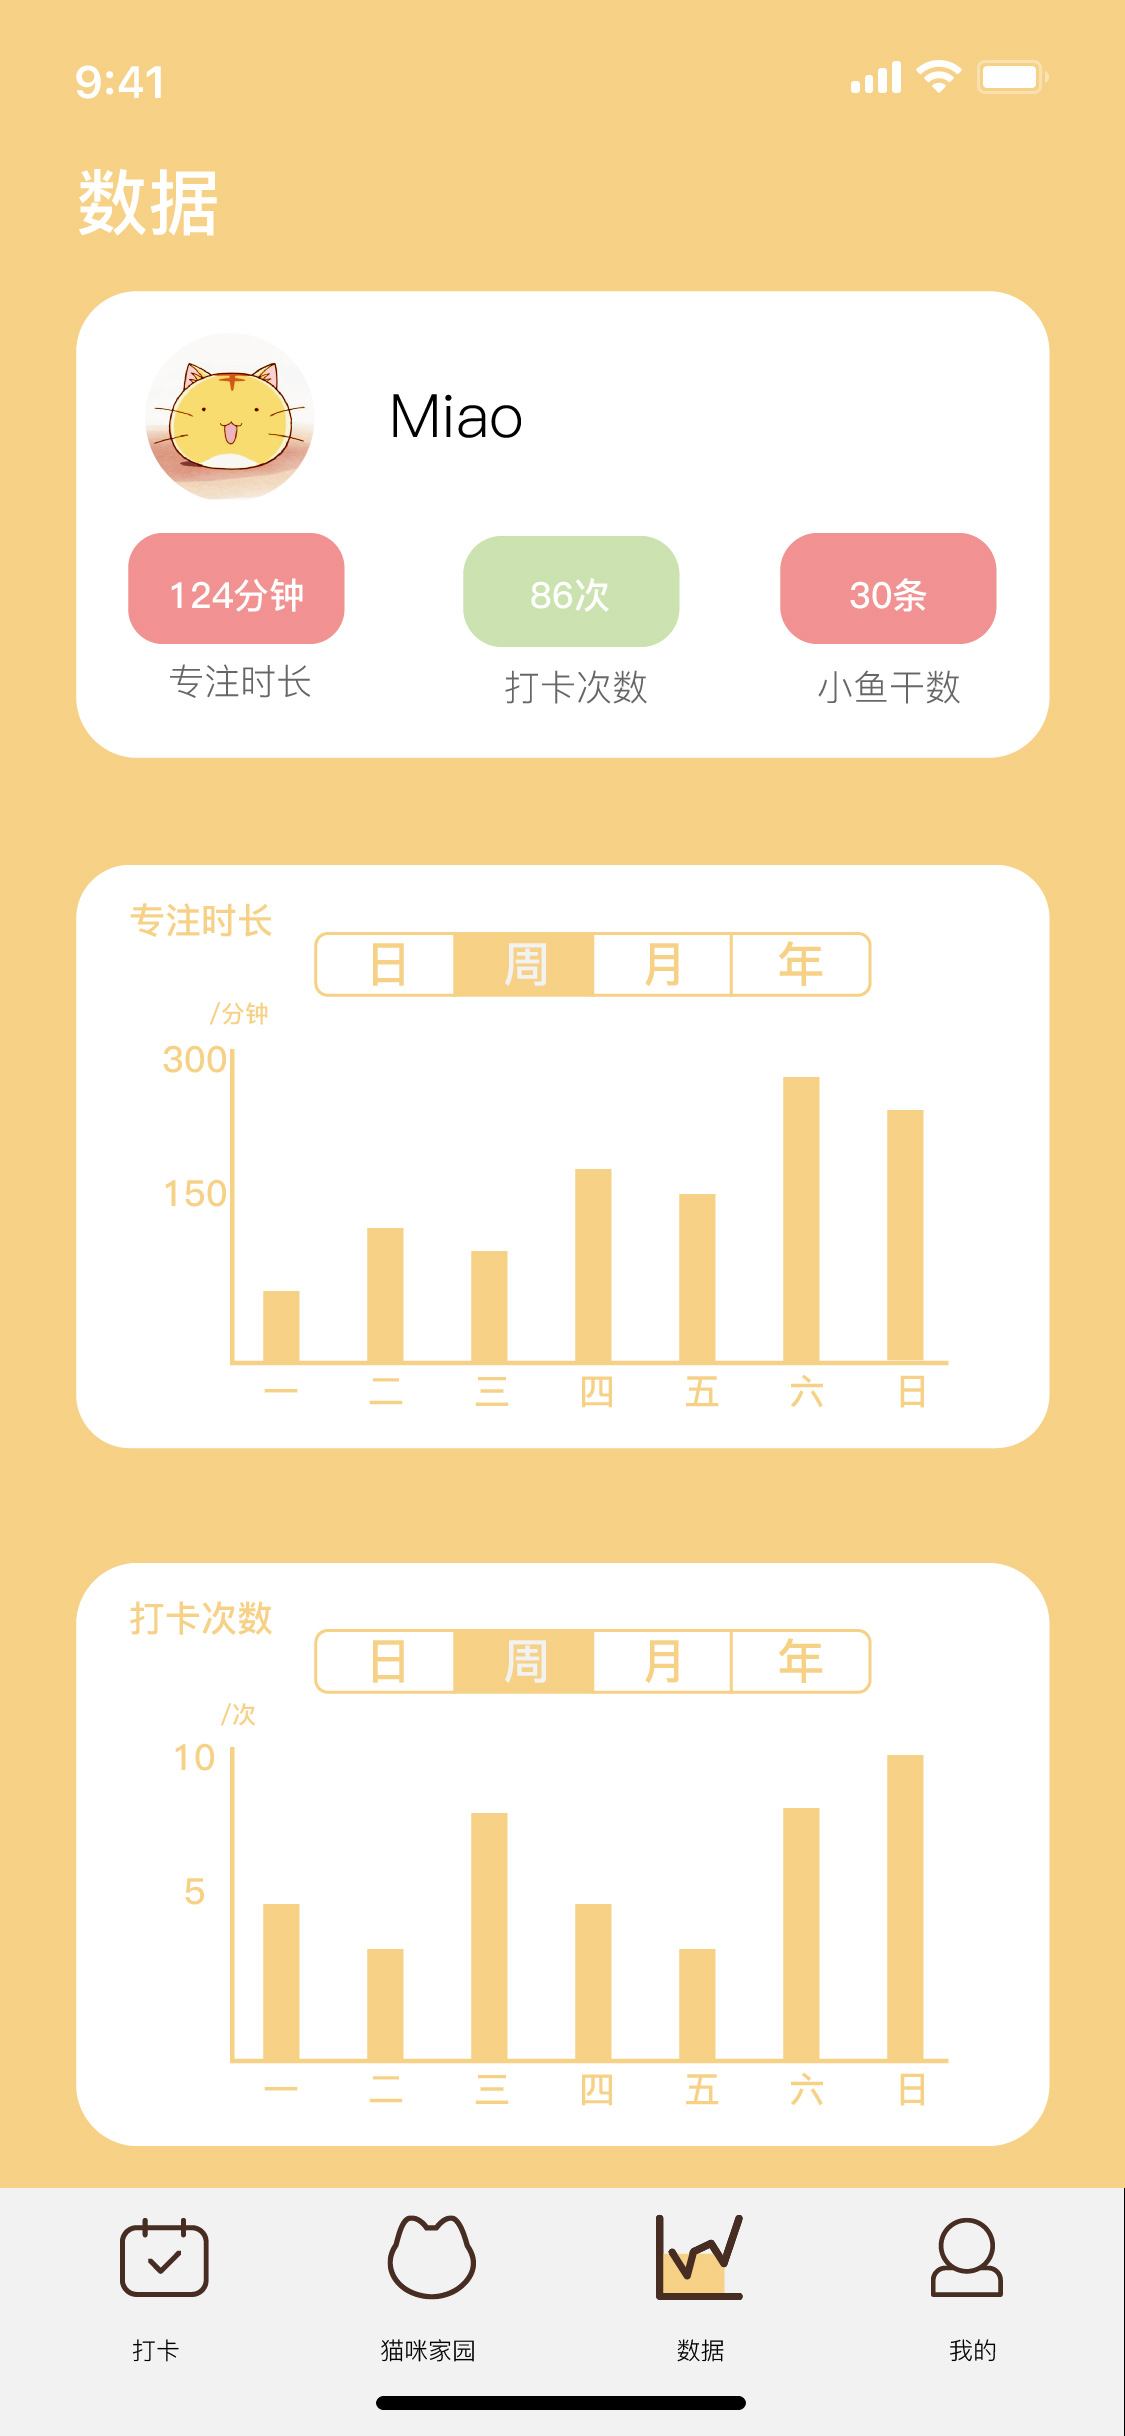 9:41
数据
Miao
124分钟 86次 30条
专注时长 打卡次数 小鱼干数
专注时长
日 周 月 年
/分钟
300
150
一 二 三 四 五 六 日
打卡次数
日 周 月 年
/次
10
5
一 二 三 四 五 六 日
打卡 猫咪家园 数据 我的